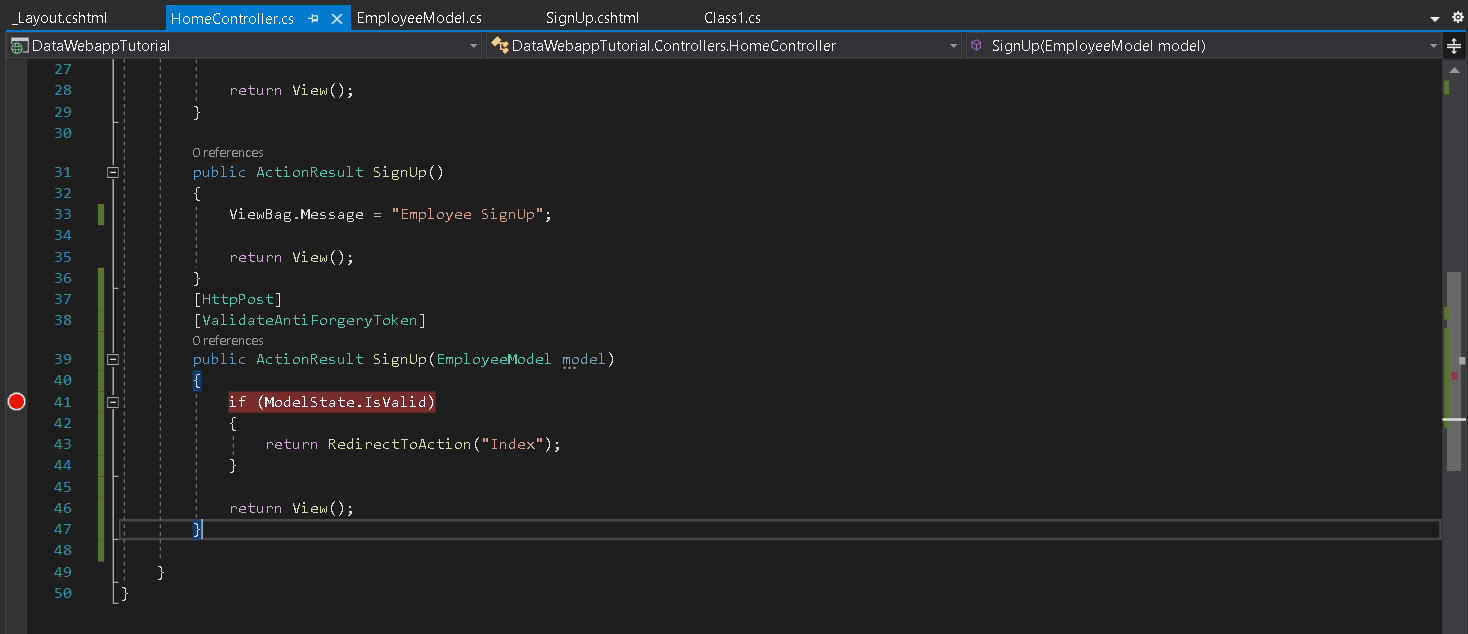 _Layout.cshtml HomeController.cs EmployeeModel.cs SignUp.cshtml Class1.cs
DataWebappTutorial DataWebappTutorial.Controllers.HomeController SignUp(EmployeeModel model)
27
28 return View();
29 }
30
0 references
31 public ActionResult SignUp()
32 {
33 ViewBag.Message = "Employee SignUp";
34
35 return View();
36 }
37 [HttpPost]
38 [ValidateAntiForgeryToken]
0 references
39 public ActionResult SignUp(EmployeeModel model)
40 {
41 if (ModelState.IsValid)
42 {
43 return RedirectToAction("Index");
44 }
45
46 return View();
47 }
48
49 }
50 }